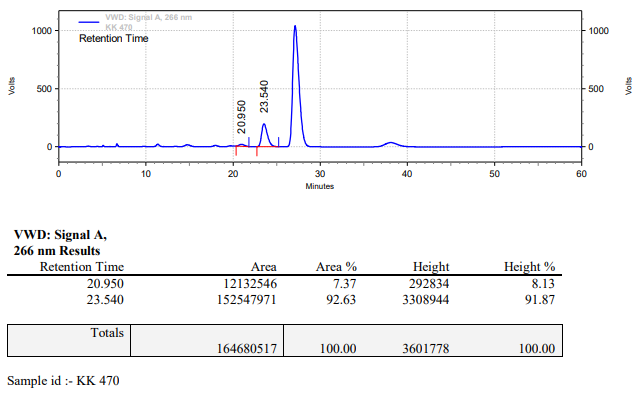 VWD: Signal A, 266 nm
KK 470
Retention Time
1000 1000
500 500
0 0
Volts Volts
20.950 23.540
0 10 20 30 40 50 60
Minutes
VWD: Signal A,
266 nm Results
Retention Time Area Area % Height Height %
20.950 12132546 7.37 292834 8.13
23.540 152547971 92.63 3308944 91.87
Totals
164680517 100.00 3601778 100.00
Sample id :- KK 470